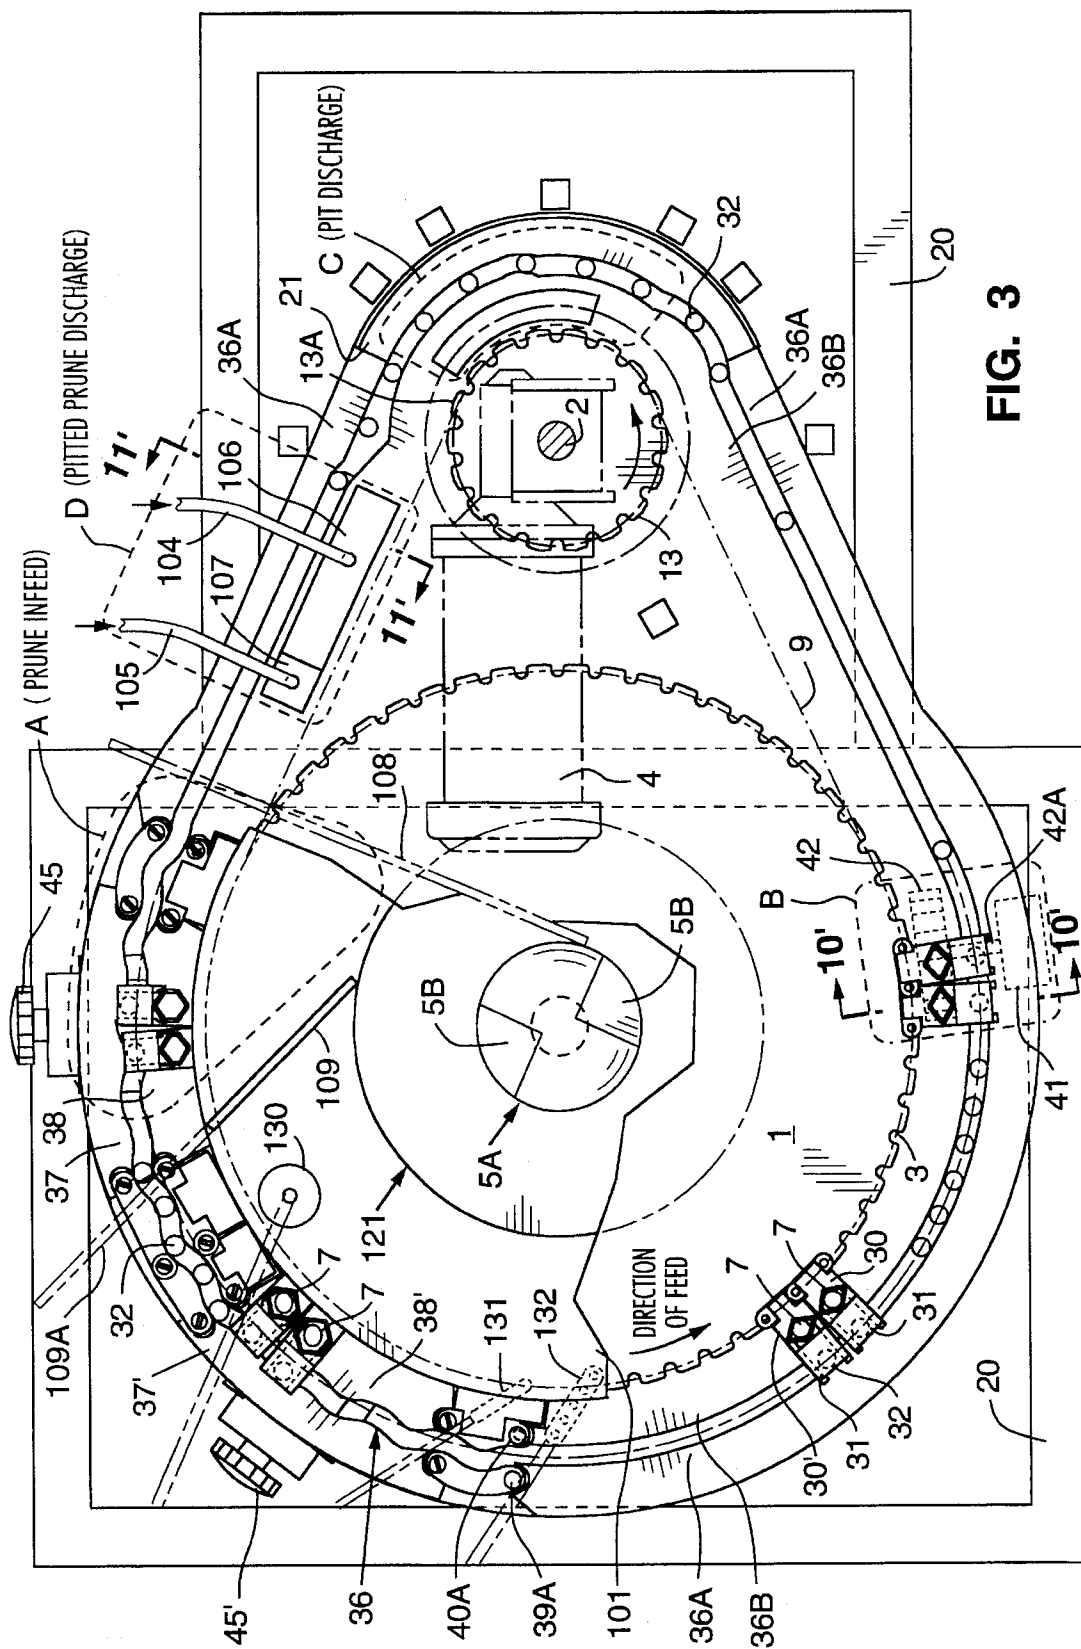 A (PRUNE INFEED)
D (PITTED PRUNE DISCHARGE)
C (PIT DISCHARGE)
45
105
107
104
106
11'
11'
36A
13A
21
109A
37
38
32
37'
45'
7
7
130
109
121
38'
131
132
36
40A
39A
101
36A
36B
5A
5B
5B
108
4
2
13
9
32
36A
36B
20
DIRECTION
OF FEED
1
3
7
7
30
30'
31
31
32
20
B
42
10'
10'
42A
41
FIG. 3